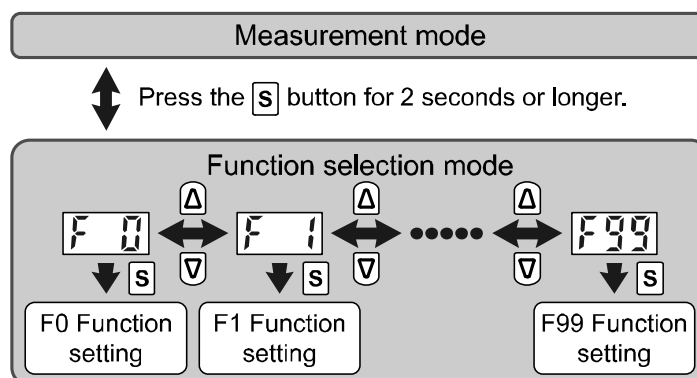 Measurement mode
Press the S button for 2 seconds or longer.
Function selection mode
Δ Δ Δ
F 0 F 1 F99
∇ ∇ ∇
S S S
F0 Function
setting
F1 Function
setting
F99 Function
setting